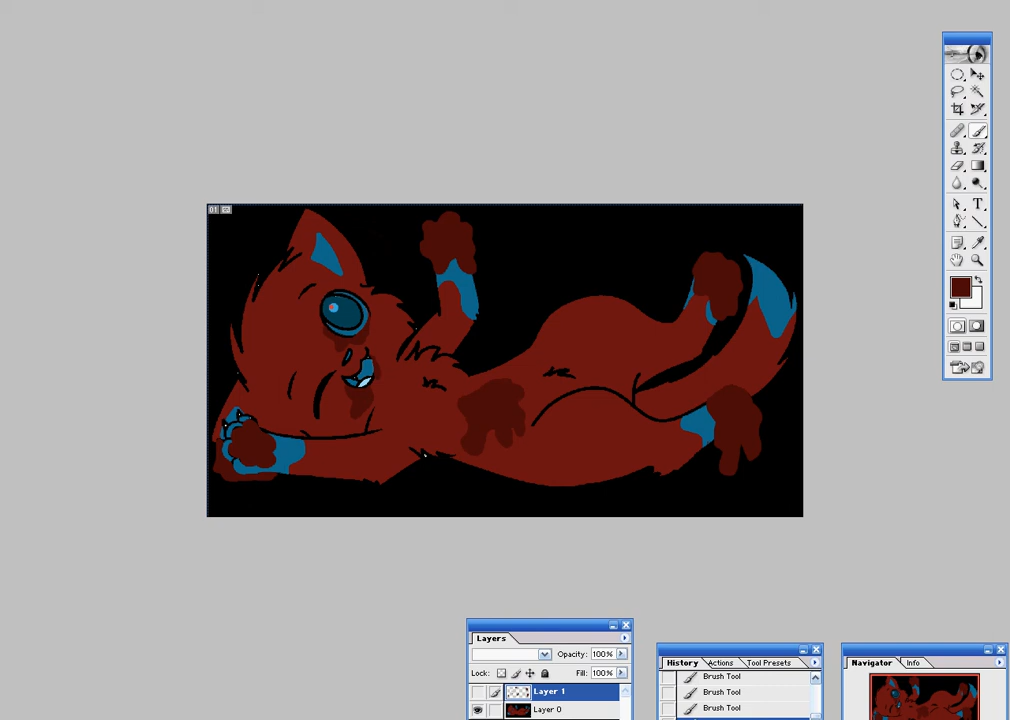 01
T
Layers
Opacity: 100%
Lock: Fill: 100%
Layer 1
Layer 0
History Actions Tool Presets
Brush Tool
Brush Tool
Brush Tool
Navigator Info